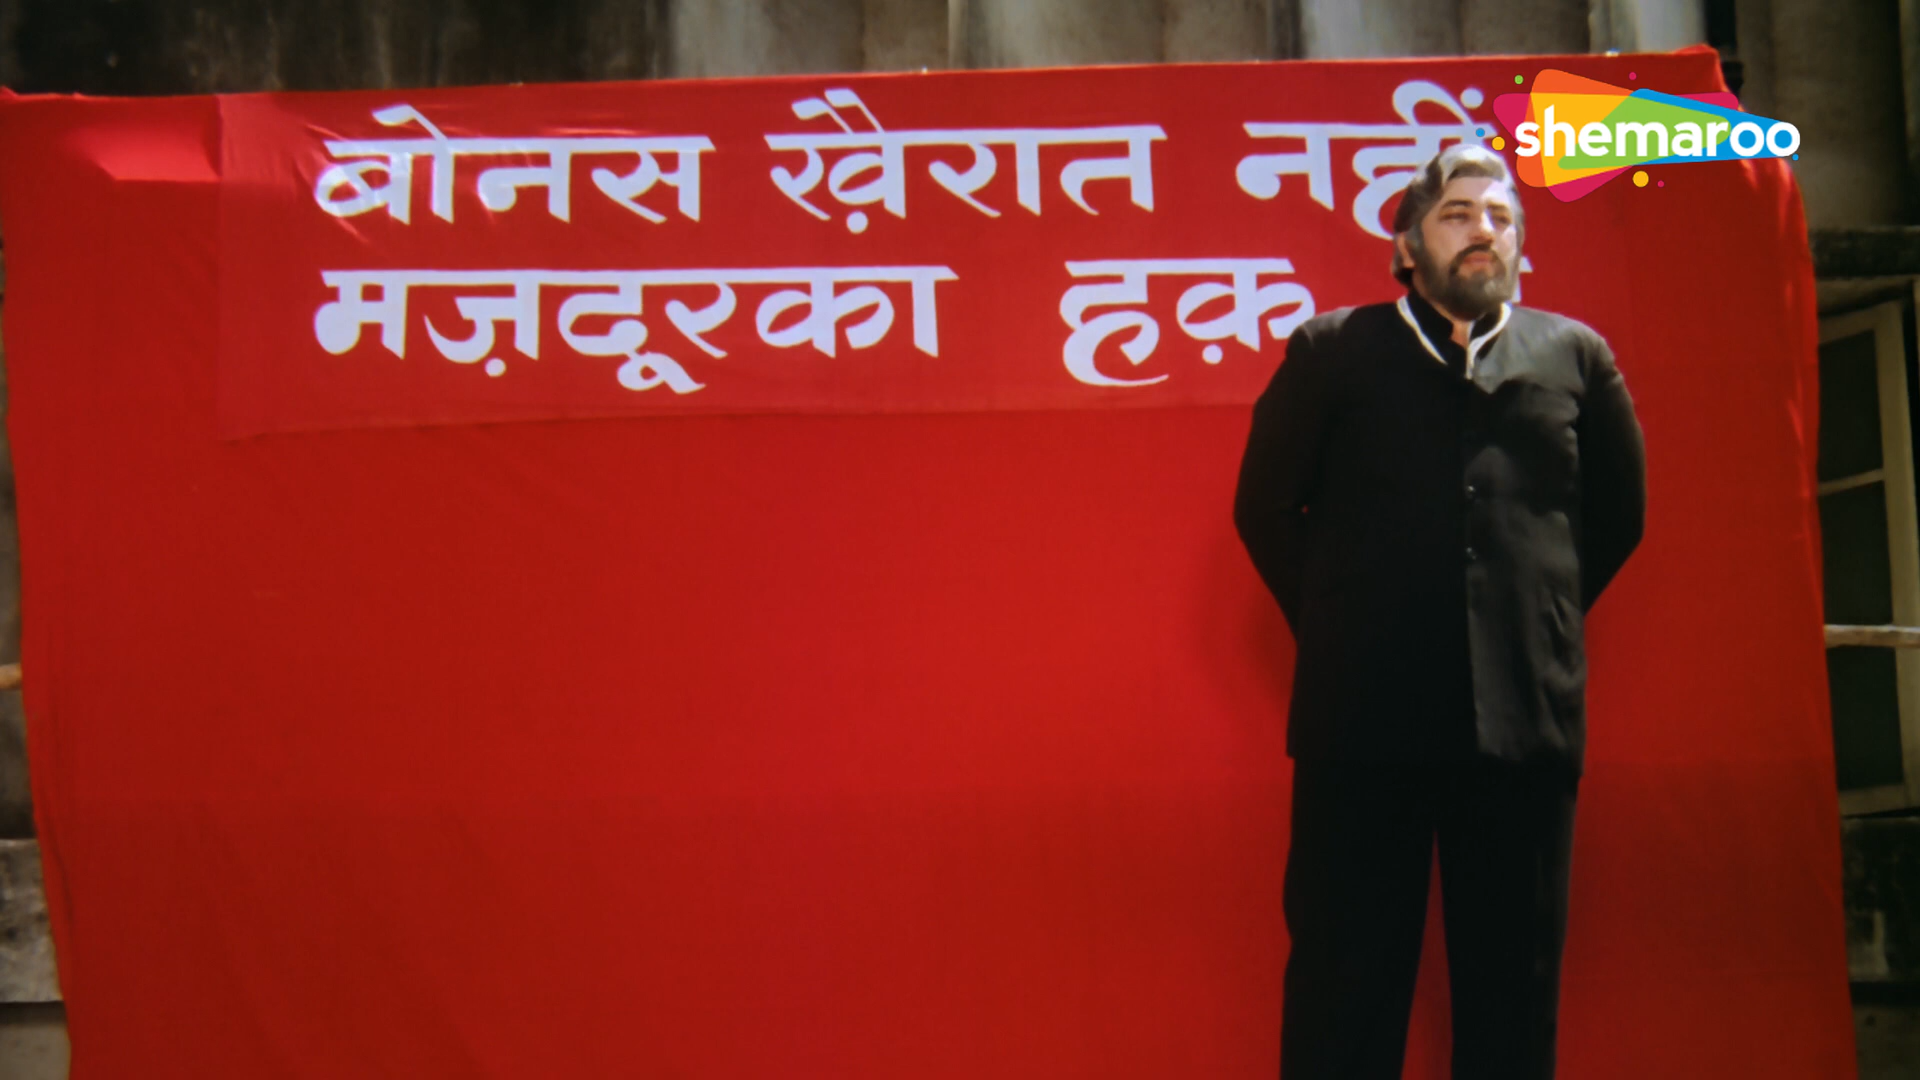 बोनस ख़ैरात नहीं
मज़दूरका हक़
shemaroo